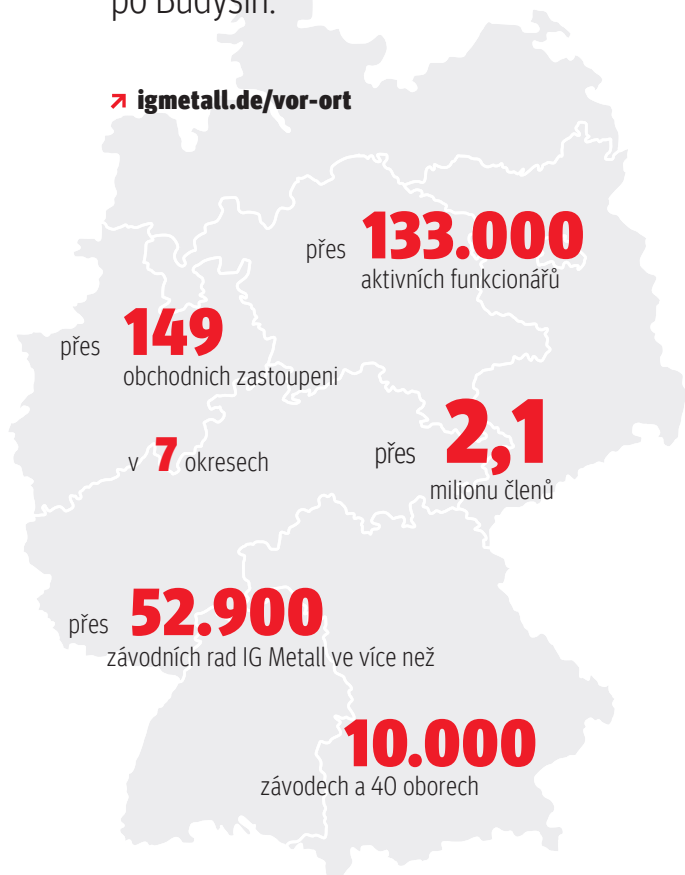 po Budyšín.
igmetall.de/vor-ort
přes 133.000
aktivních funkcionářů
přes 149
obchodnich zastoupeni
v 7 okresech
přes 2,1
milionu členů
přes 52.900
závodních rad IG Metall ve více než
10.000
závodech a 40 oborech